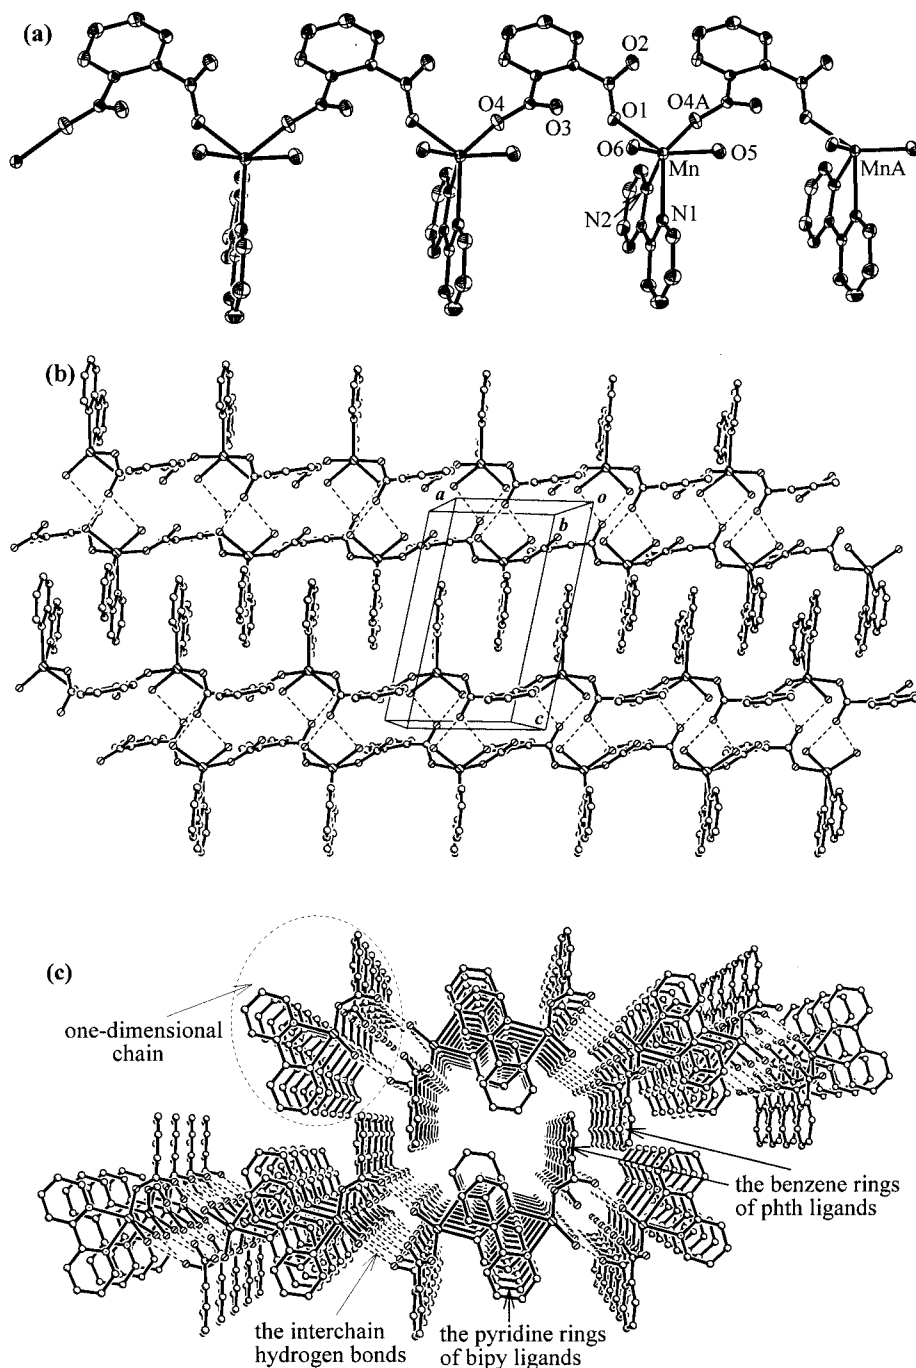 (a)
O2
O4
O1
O4A
O3
O6
O5
Mn
MnA
N2
N1
(b)
a
o
b
c
(c)
one-dimensional
chain
the benzene rings
of phth ligands
the interchain
hydrogen bonds
the pyridine rings
of bipy ligands